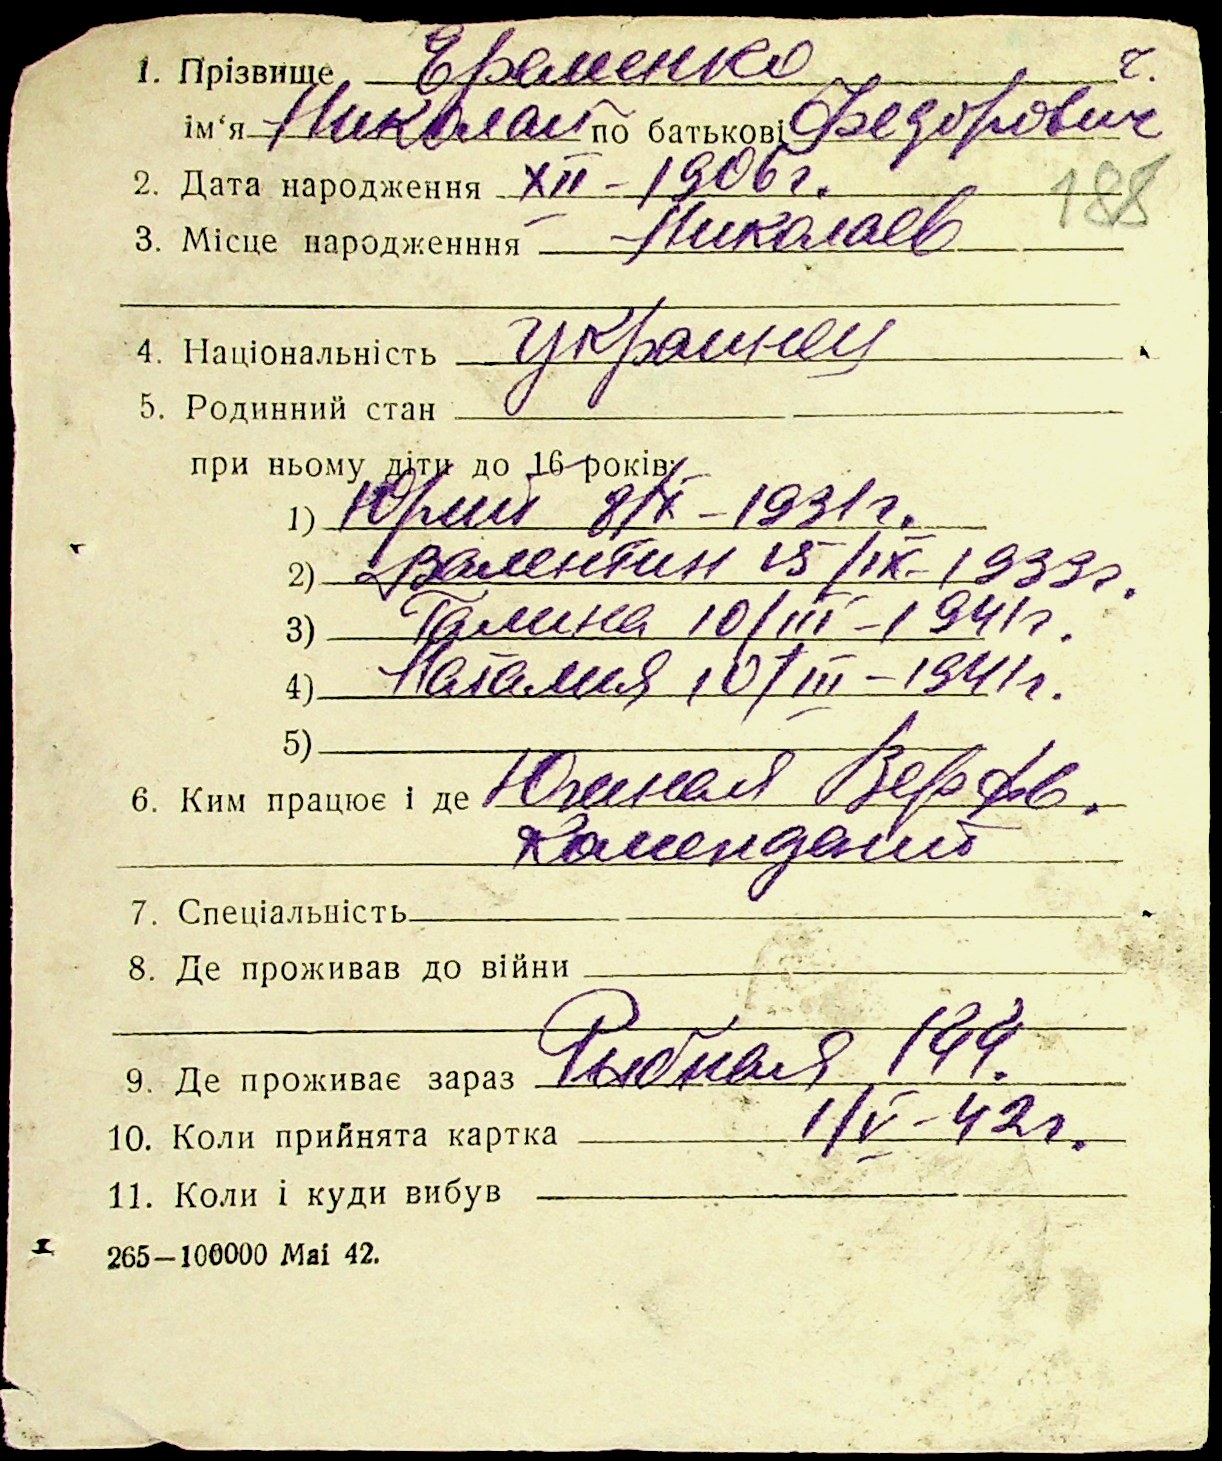 1. Прізвище Ерёменко ч.
ім‘я Николай по батькові Федорович
2. Дата народження XII – 1906 г.
188
3. Місце народженння Николаев
4. Національність украинец
5. Родинний стан
при ньому діти до 16 років:
1) Юрий 8/X – 1931 г.
2) Валентин 15/IX – 1933 г.
3) Галина 10/III – 1941 г.
4) Наталия 10/III – 1941 г.
5)
6. Ким працює і де Южная Верфь.
Комендант
7. Спеціальність
8. Де проживав до війни
9. Де проживає зараз Рыбная 144.
10. Коли прийнята картка 1/V – 42 г.
11. Коли і куди вибув
265—100000 Mai 42.